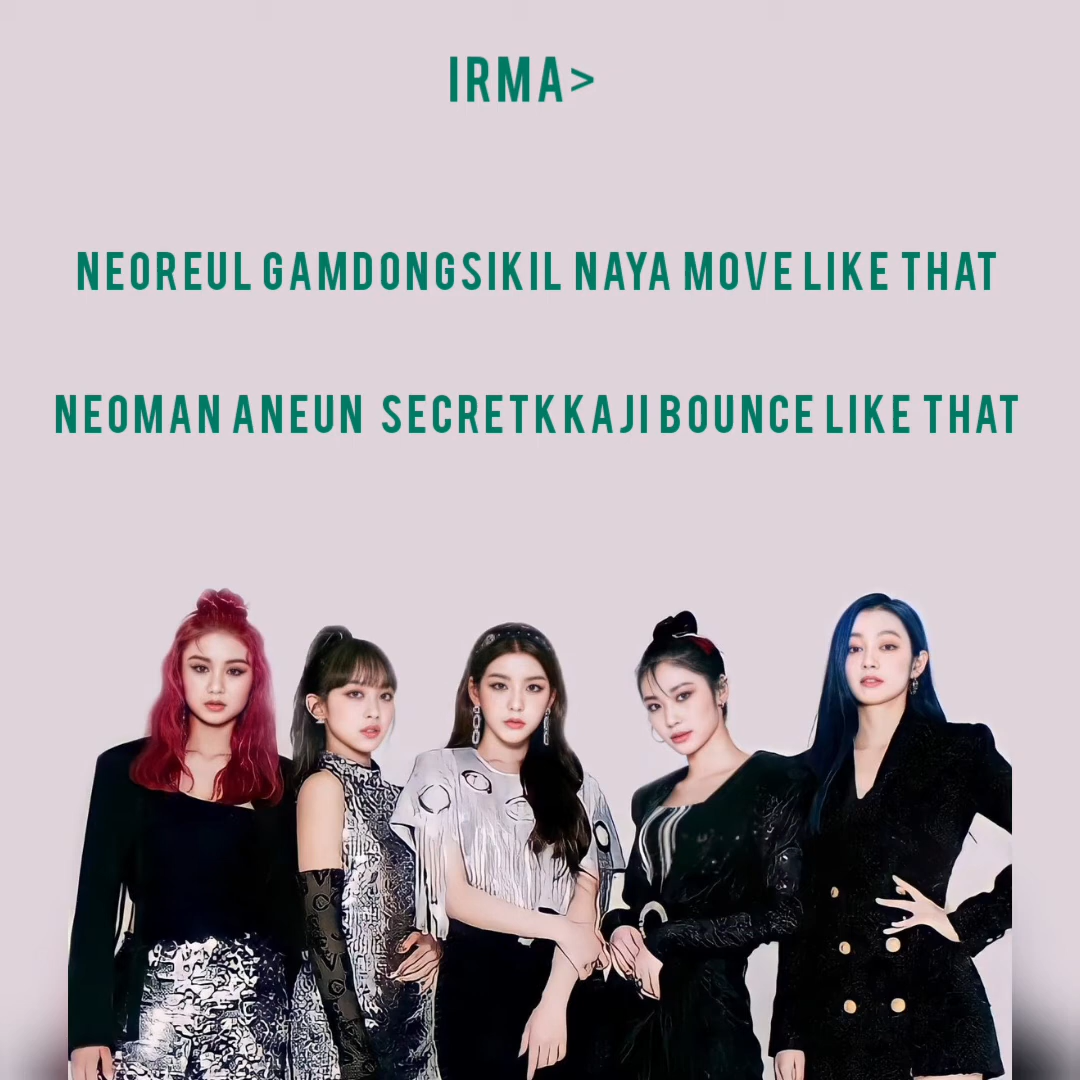 IRMA>
NEOREUL GAMDONGSIKIL NAYA MOVE LIKE THAT
NEOMAN ANEUN SECRETKKAJI BOUNCE LIKE THAT